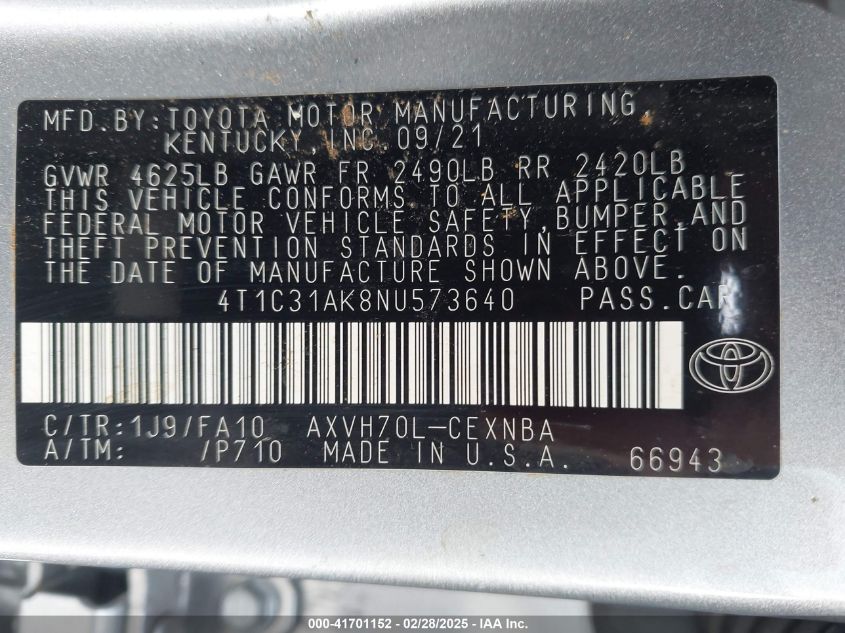 MFD.BY:TOYOTA MOTOR MANUFACTURING,
KENTUCKY,INC.09/21
GVWR 4625LB GAWR FR 2490LB RR 2420LB
THIS VEHICLE CONFORMS TO ALL APPLICABLE
FEDERAL MOTOR VEHICLE SAFETY,BUMPER,AND
THEFT PREVENTION STANDARDS IN EFFECT ON
THE DATE OF MANUFACTURE SHOWN ABOVE.
4T1C31AK8NU573640 PASS.CAR
C/TR:1J9/FA10 AXVH70L-CEXNBA
A/TM: /P710 MADE IN U.S.A. 66943
000-41701152 / 02/28/2025 - IAA Inc.